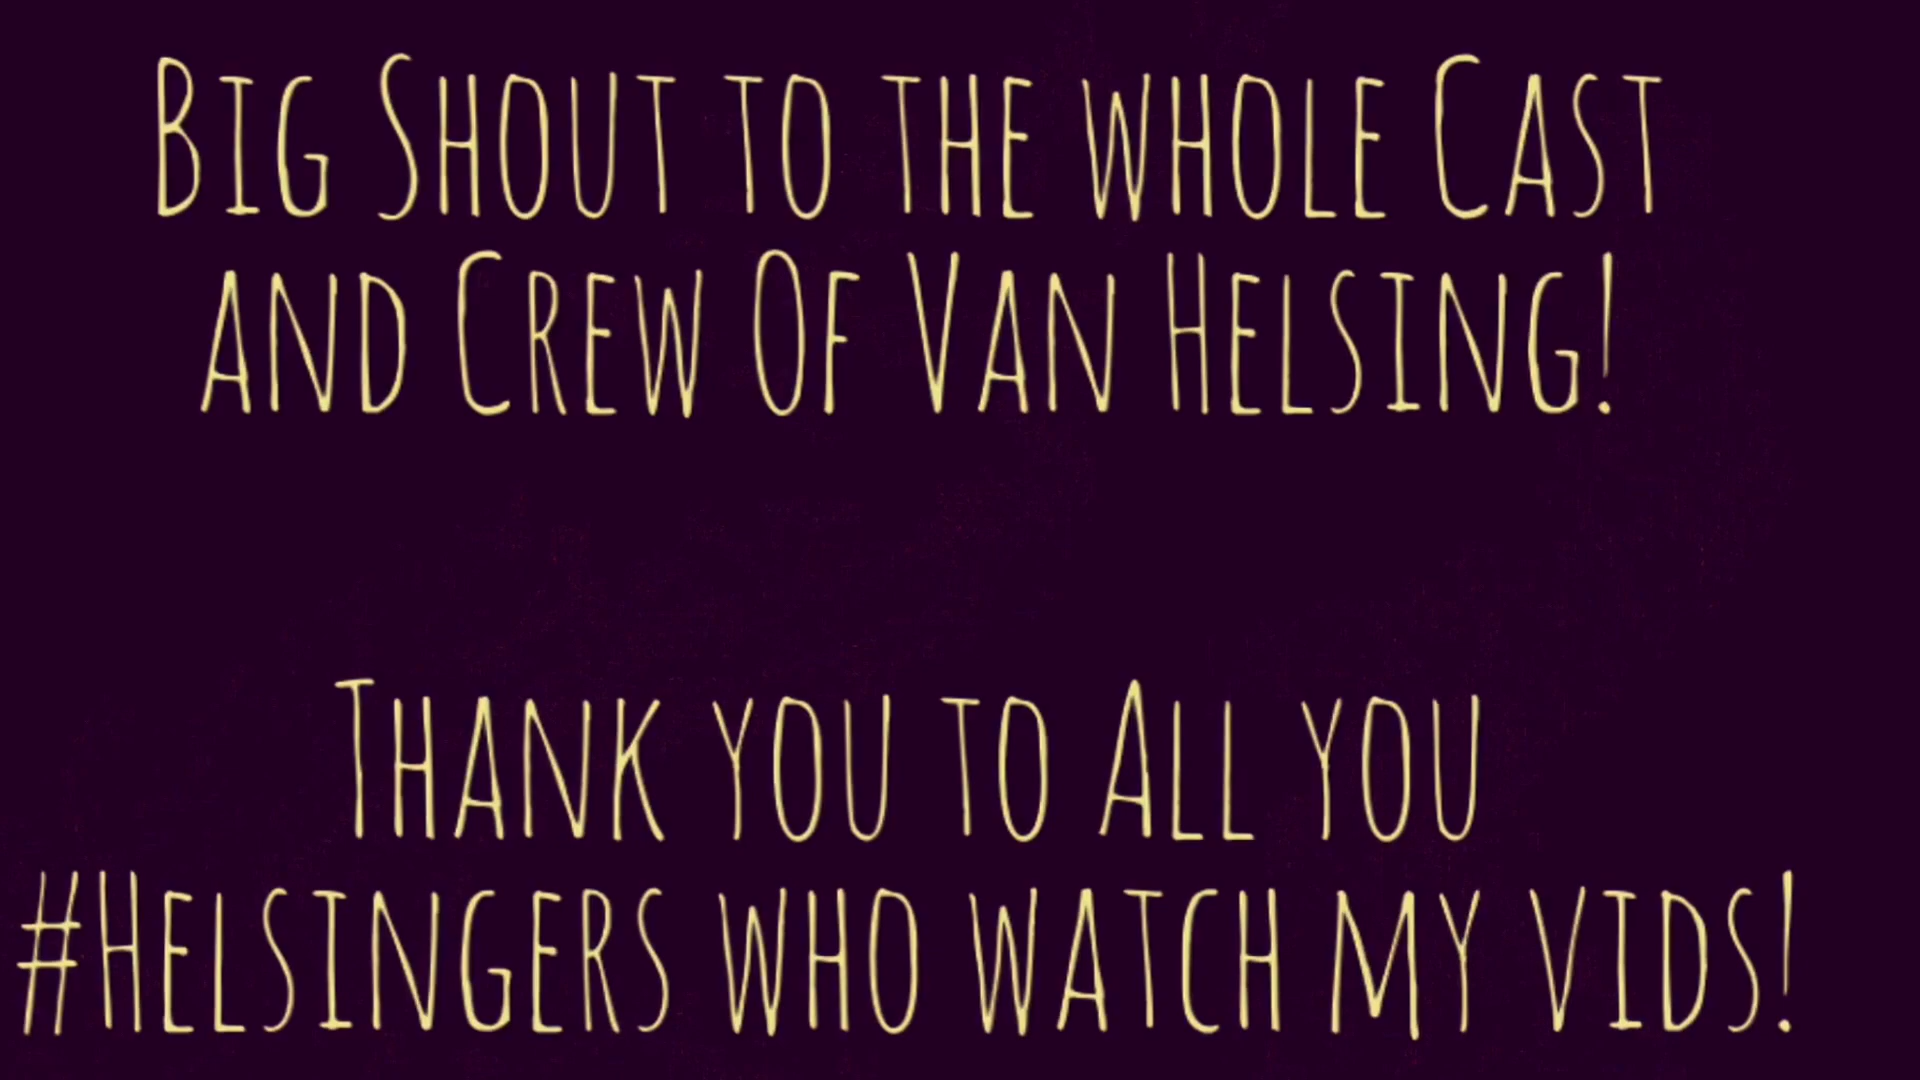 Big Shout to the whole Cast
and Crew Of Van Helsing!
Thank you to All you
#Helsingers who watch my vids!